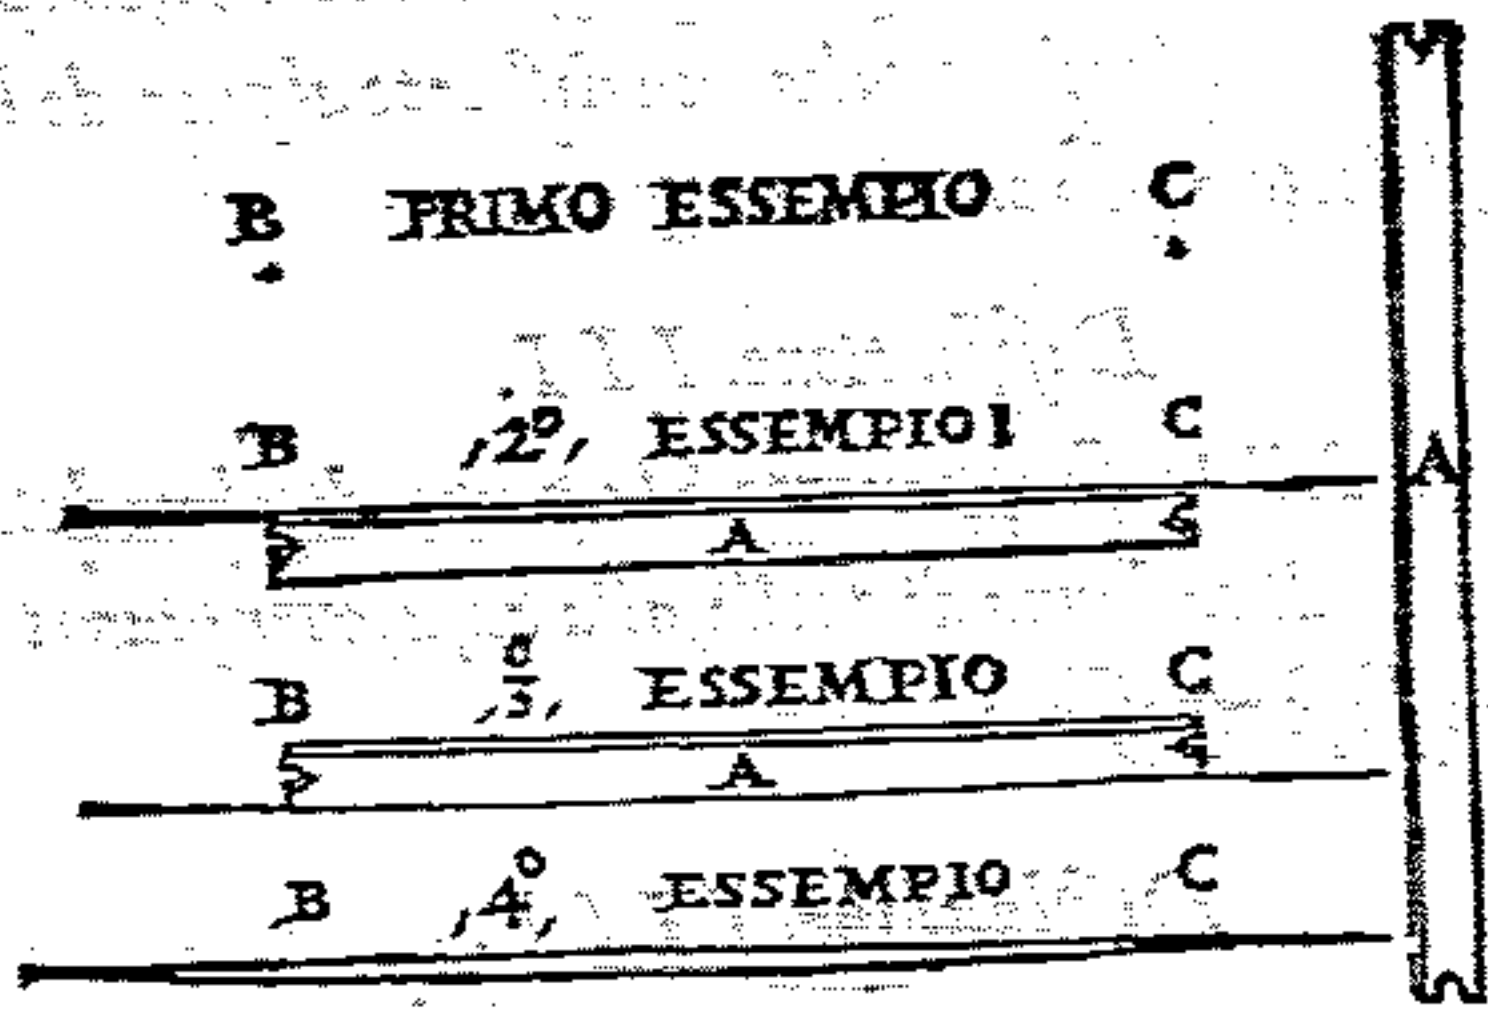 B PRIMO ESSEMPIO C
B ,2º, ESSEMPIO C
A
A
B ,3º, ESSEMPIO C
A
B ,4º, ESSEMPIO C